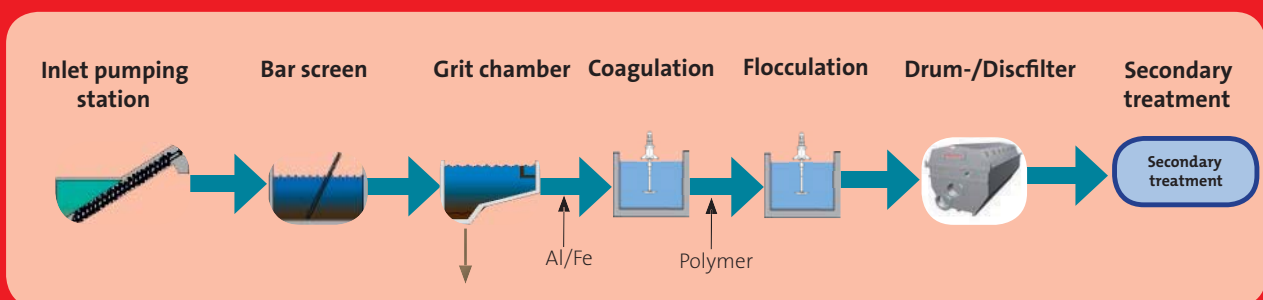 Inlet pumping
station
Bar screen
Grit chamber
Coagulation
Flocculation
Drum-/Discfilter
Secondary
treatment
Secondary
treatment
Al/Fe
Polymer